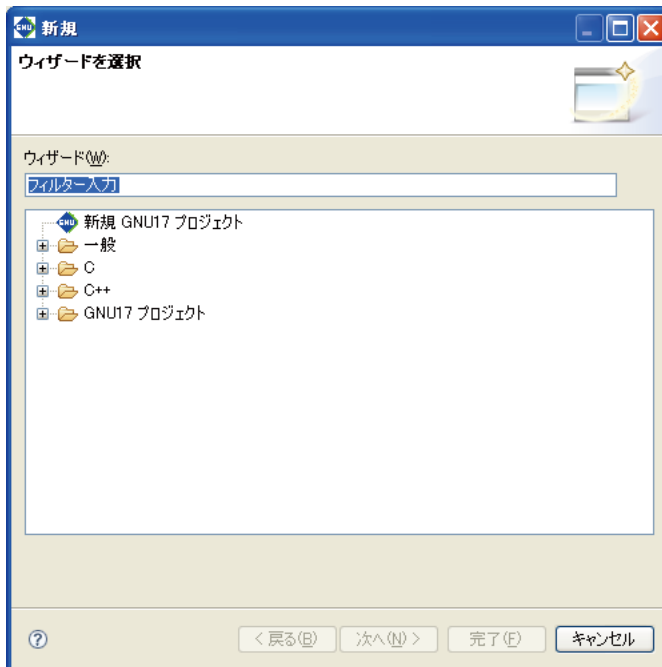 新規
ウィザードを選択
ウィザード(W):
フィルター入力
GNU 新規 GNU17 プロジェクト
一般
C
C++
GNU17 プロジェクト
< 戻る(B) 次へ(N) > 完了(F) キャンセル